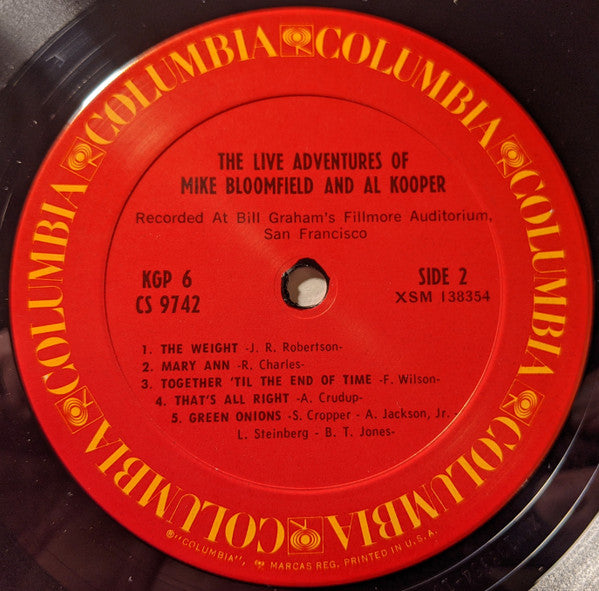 COLUMBIA COLUMBIA COLUMBIA COLUMBIA COLUMBIA COLUMBIA
THE LIVE ADVENTURES OF
MIKE BLOOMFIELD AND AL KOOPER
Recorded At Bill Graham's Fillmore Auditorium,
San Francisco
KGP 6
CS 9742
SIDE 2
XSM 138354
1. THE WEIGHT -J. R. Robertson-
2. MARY ANN -R. Charles-
3. TOGETHER 'TIL THE END OF TIME -F. Wilson-
4. THAT'S ALL RIGHT -A. Crudup-
5. GREEN ONIONS -S. Cropper - A. Jackson, Jr. -
L. Steinberg - B. T. Jones-
℗"COLUMBIA", MARCAS REG. PRINTED IN U.S.A.